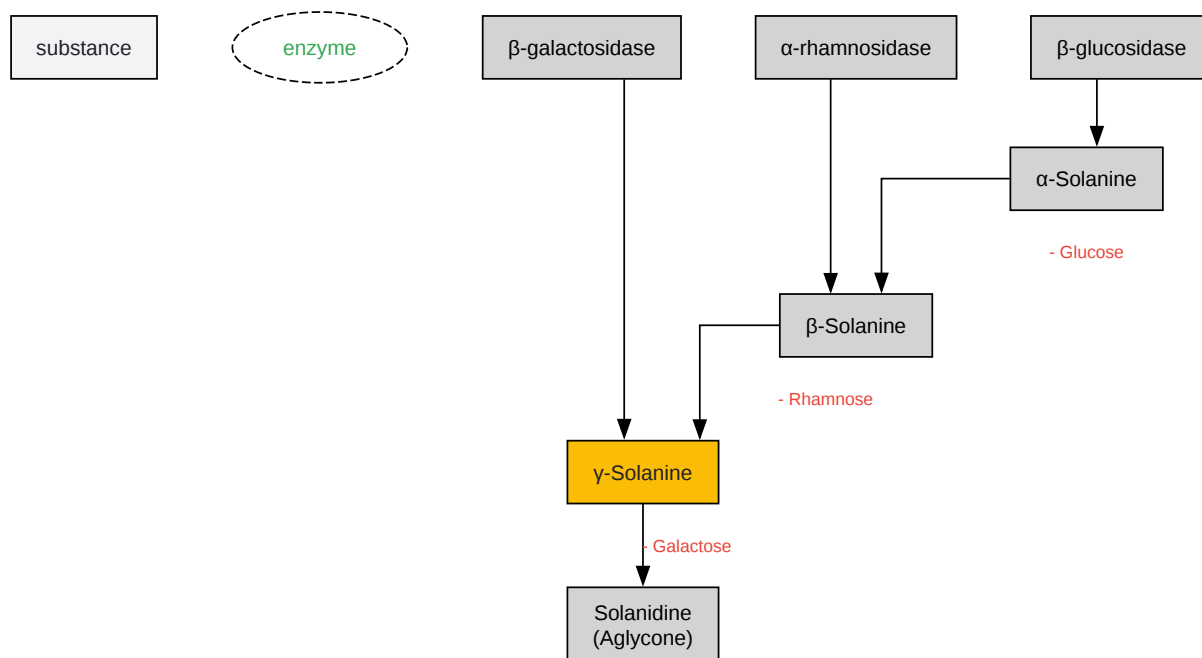 substance
enzyme
β-galactosidase
α-rhamnosidase
β-glucosidase
α-Solanine
- Glucose
β-Solanine
- Rhamnose
γ-Solanine
- Galactose
Solanidine
(Aglycone)